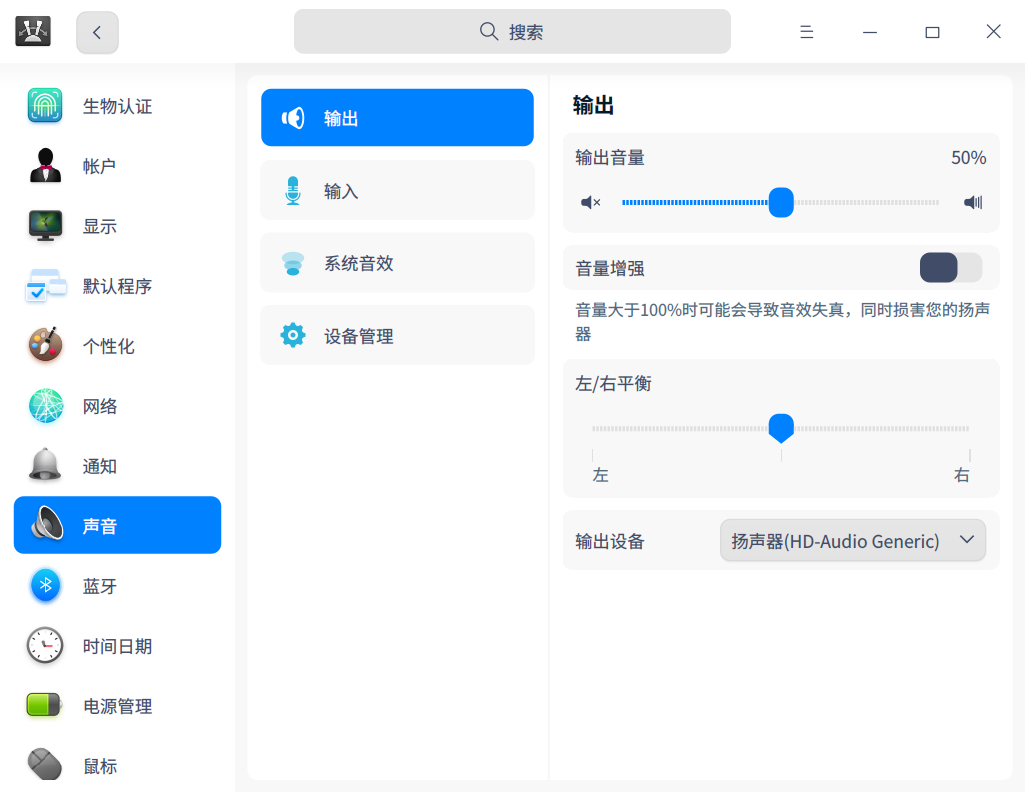 搜索
生物认证
帐户
显示
默认程序
个性化
网络
通知
声音
蓝牙
时间日期
电源管理
鼠标
输出
输入
系统音效
设备管理
输出
输出音量 50%
音量增强
音量大于100%时可能会导致音效失真，同时损害您的扬声
器
左/右平衡
左 右
输出设备 扬声器(HD-Audio Generic)